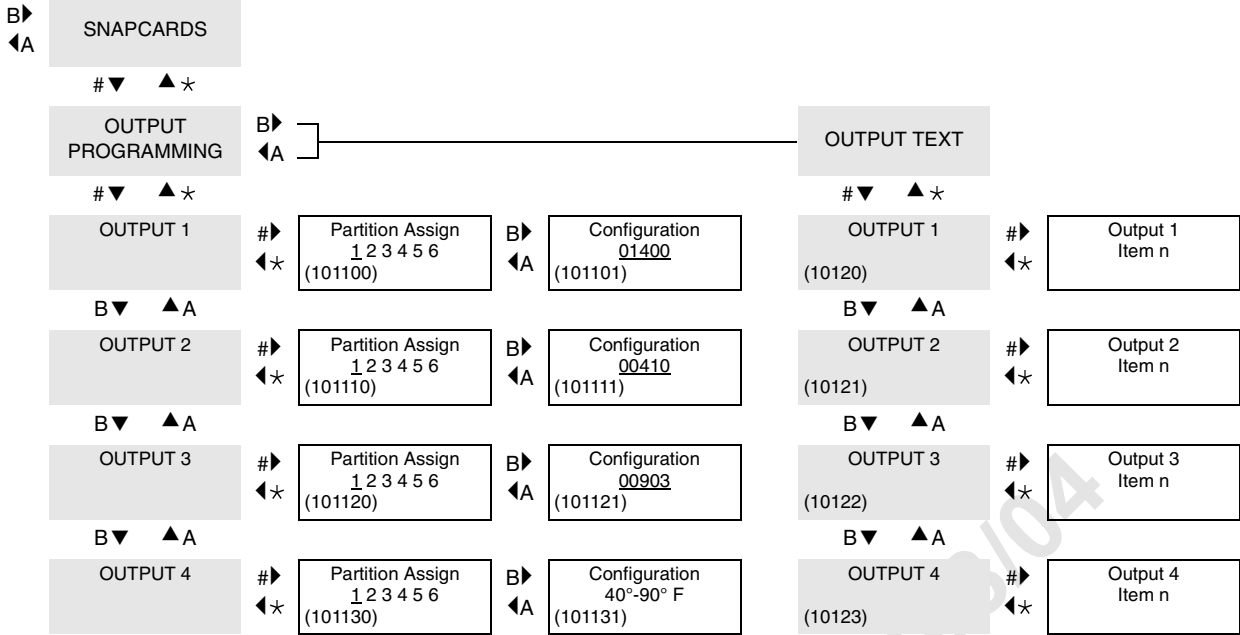 B▶
◀A
SNAPCARDS
#▼ ▲*
OUTPUT
PROGRAMMING
B▶
◀A
OUTPUT TEXT
#▼ ▲*
#▼ ▲*
OUTPUT 1
#▶
◀*
Partition Assign
1 2 3 4 5 6
(101100)
B▶
◀A
Configuration
01400
(101101)
OUTPUT 1
(10120)
#▶
◀*
Output 1
Item n
B▼ ▲A
B▼ ▲A
OUTPUT 2
#▶
◀*
Partition Assign
1 2 3 4 5 6
(101110)
B▶
◀A
Configuration
00410
(101111)
OUTPUT 2
(10121)
#▶
◀*
Output 2
Item n
B▼ ▲A
B▼ ▲A
OUTPUT 3
#▶
◀*
Partition Assign
1 2 3 4 5 6
(101120)
B▶
◀A
Configuration
00903
(101121)
OUTPUT 3
(10122)
#▶
◀*
Output 3
Item n
B▼ ▲A
B▼ ▲A
OUTPUT 4
#▶
◀*
Partition Assign
1 2 3 4 5 6
(101130)
B▶
◀A
Configuration
40°-90° F
(101131)
OUTPUT 4
(10123)
#▶
◀*
Output 4
Item n